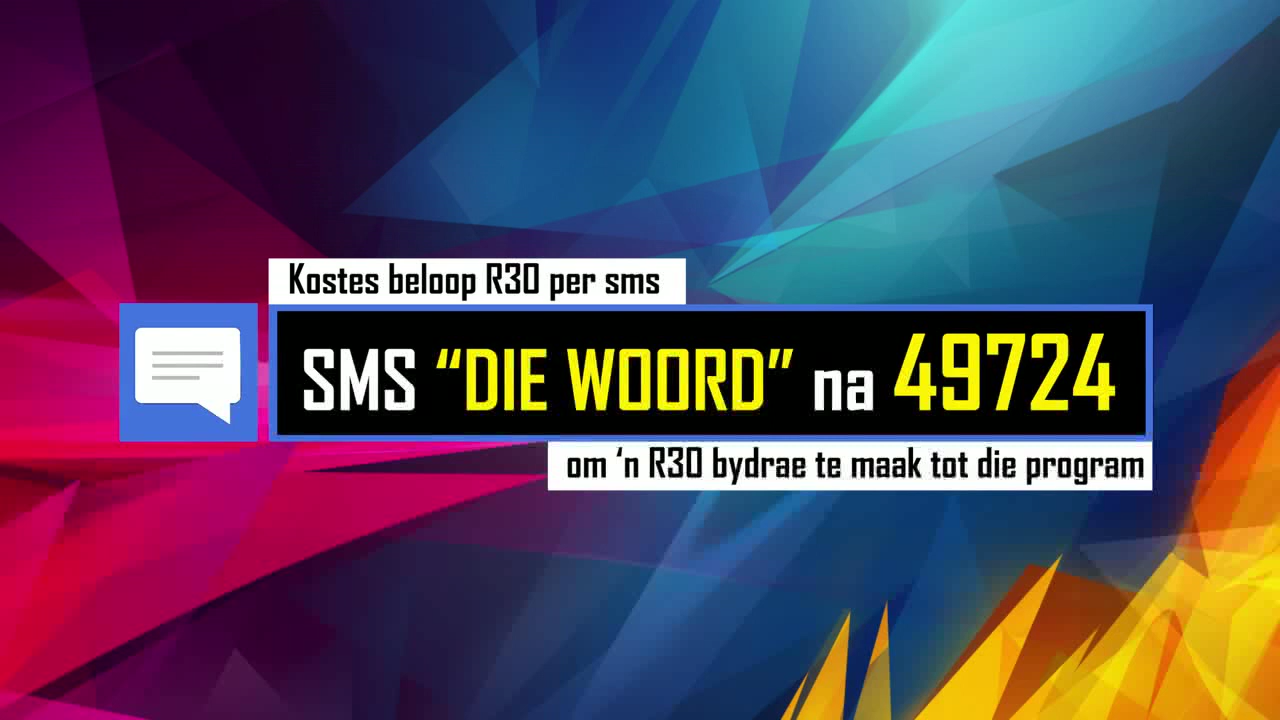 Kostes beloop R30 per sms
SMS “DIE WOORD” na 49724
om ‘n R30 bydrae te maak tot die program